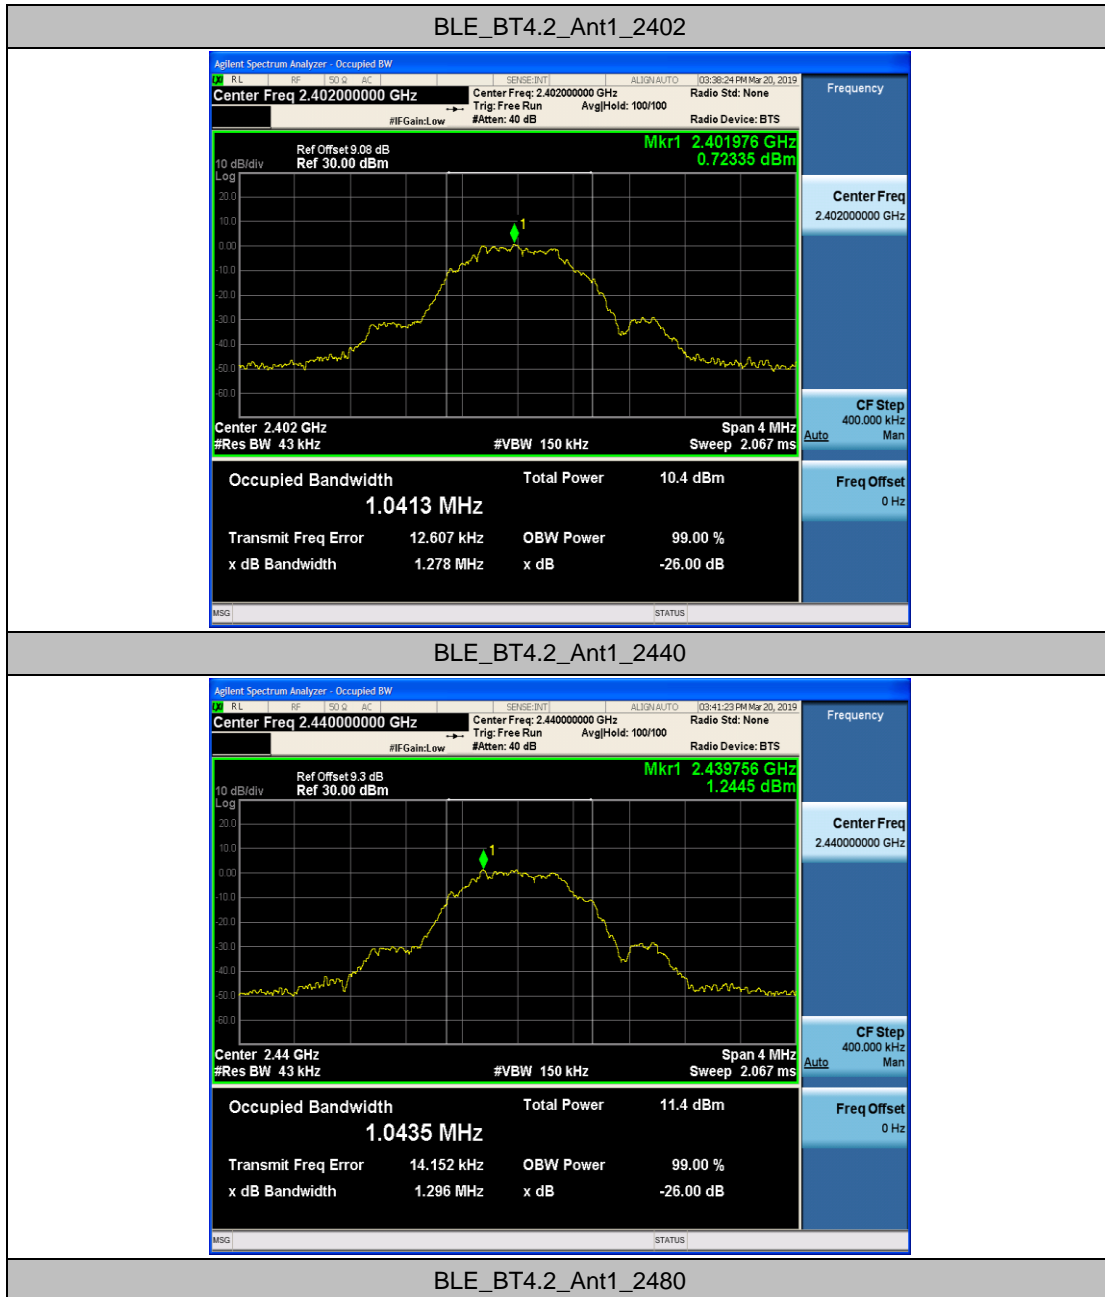 BLE_BT4.2_Ant1_2402
Agilent Spectrum Analyzer - Occupied BW
RL RF 50 Ω AC SENSE:INT ALIGN AUTO 03:38:24 PM Mar 20, 2019
Center Freq 2.402000000 GHz
Center Freq: 2.402000000 GHz Radio Std: None
Trig: Free Run Avg|Hold: 100/100
#IFGain:Low #Atten: 40 dB Radio Device: BTS
Frequency
Mkr1 2.401976 GHz
0.72335 dBm
Ref Offset 9.08 dB
10 dB/div Ref 30.00 dBm
Log
20.0
10.0
1
0.00
-10.0
-20.0
-30.0
-40.0
-50.0
-60.0
Center 2.402 GHz Span 4 MHz
#Res BW 43 kHz #VBW 150 kHz Sweep 2.067 ms
Center Freq
2.402000000 GHz
CF Step
400.000 kHz
Auto Man
Freq Offset
0 Hz
Occupied Bandwidth Total Power 10.4 dBm
1.0413 MHz
Transmit Freq Error 12.607 kHz OBW Power 99.00 %
x dB Bandwidth 1.278 MHz x dB -26.00 dB
MSG STATUS
BLE_BT4.2_Ant1_2440
Agilent Spectrum Analyzer - Occupied BW
RL RF 50 Ω AC SENSE:INT ALIGN AUTO 03:41:23 PM Mar 20, 2019
Center Freq 2.440000000 GHz
Center Freq: 2.440000000 GHz Radio Std: None
Trig: Free Run Avg|Hold: 100/100
#IFGain:Low #Atten: 40 dB Radio Device: BTS
Frequency
Mkr1 2.439756 GHz
1.2445 dBm
Ref Offset 9.3 dB
10 dB/div Ref 30.00 dBm
Log
20.0
10.0
1
0.00
-10.0
-20.0
-30.0
-40.0
-50.0
-60.0
Center 2.44 GHz Span 4 MHz
#Res BW 43 kHz #VBW 150 kHz Sweep 2.067 ms
Center Freq
2.440000000 GHz
CF Step
400.000 kHz
Auto Man
Freq Offset
0 Hz
Occupied Bandwidth Total Power 11.4 dBm
1.0435 MHz
Transmit Freq Error 14.152 kHz OBW Power 99.00 %
x dB Bandwidth 1.296 MHz x dB -26.00 dB
MSG STATUS
BLE_BT4.2_Ant1_2480